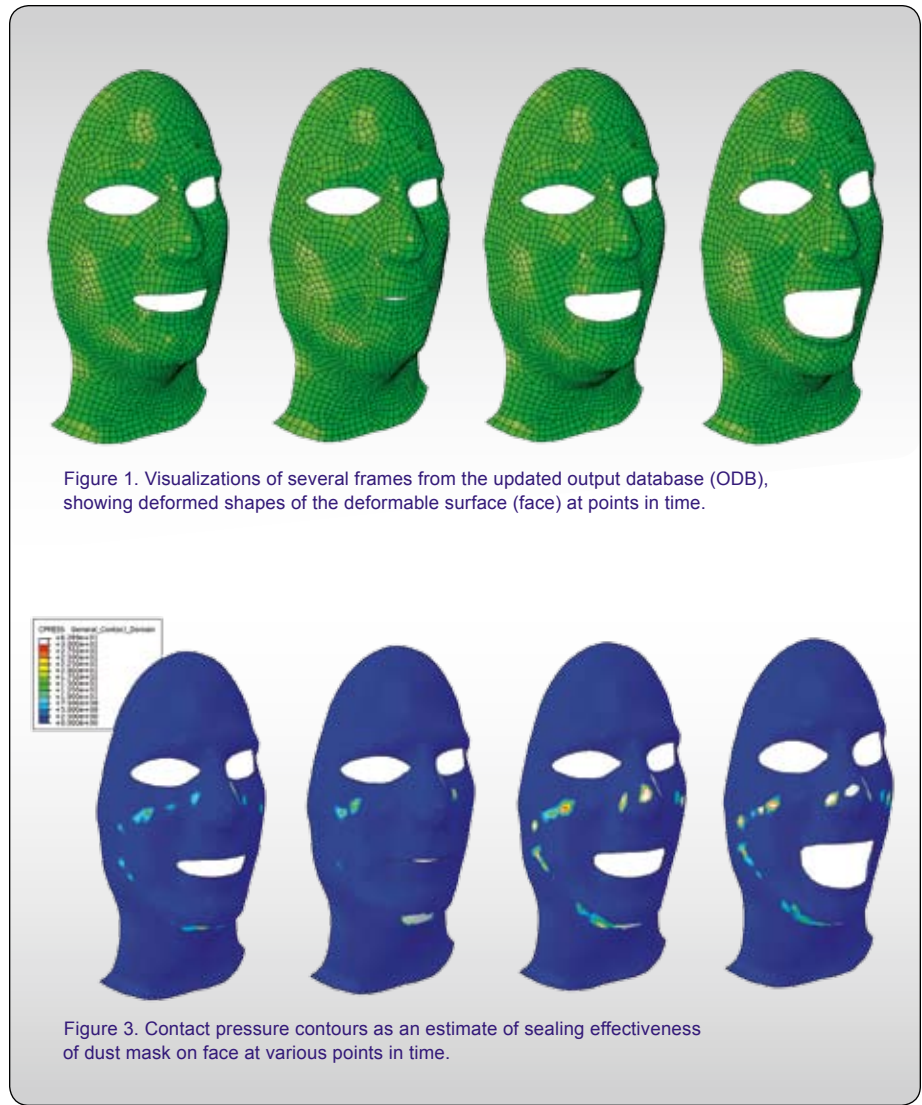 Figure 1. Visualizations of several frames from the updated output database (ODB),
showing deformed shapes of the deformable surface (face) at points in time.
CPRESS General_Contact_Domain
Figure 3. Contact pressure contours as an estimate of sealing effectiveness
of dust mask on face at various points in time.